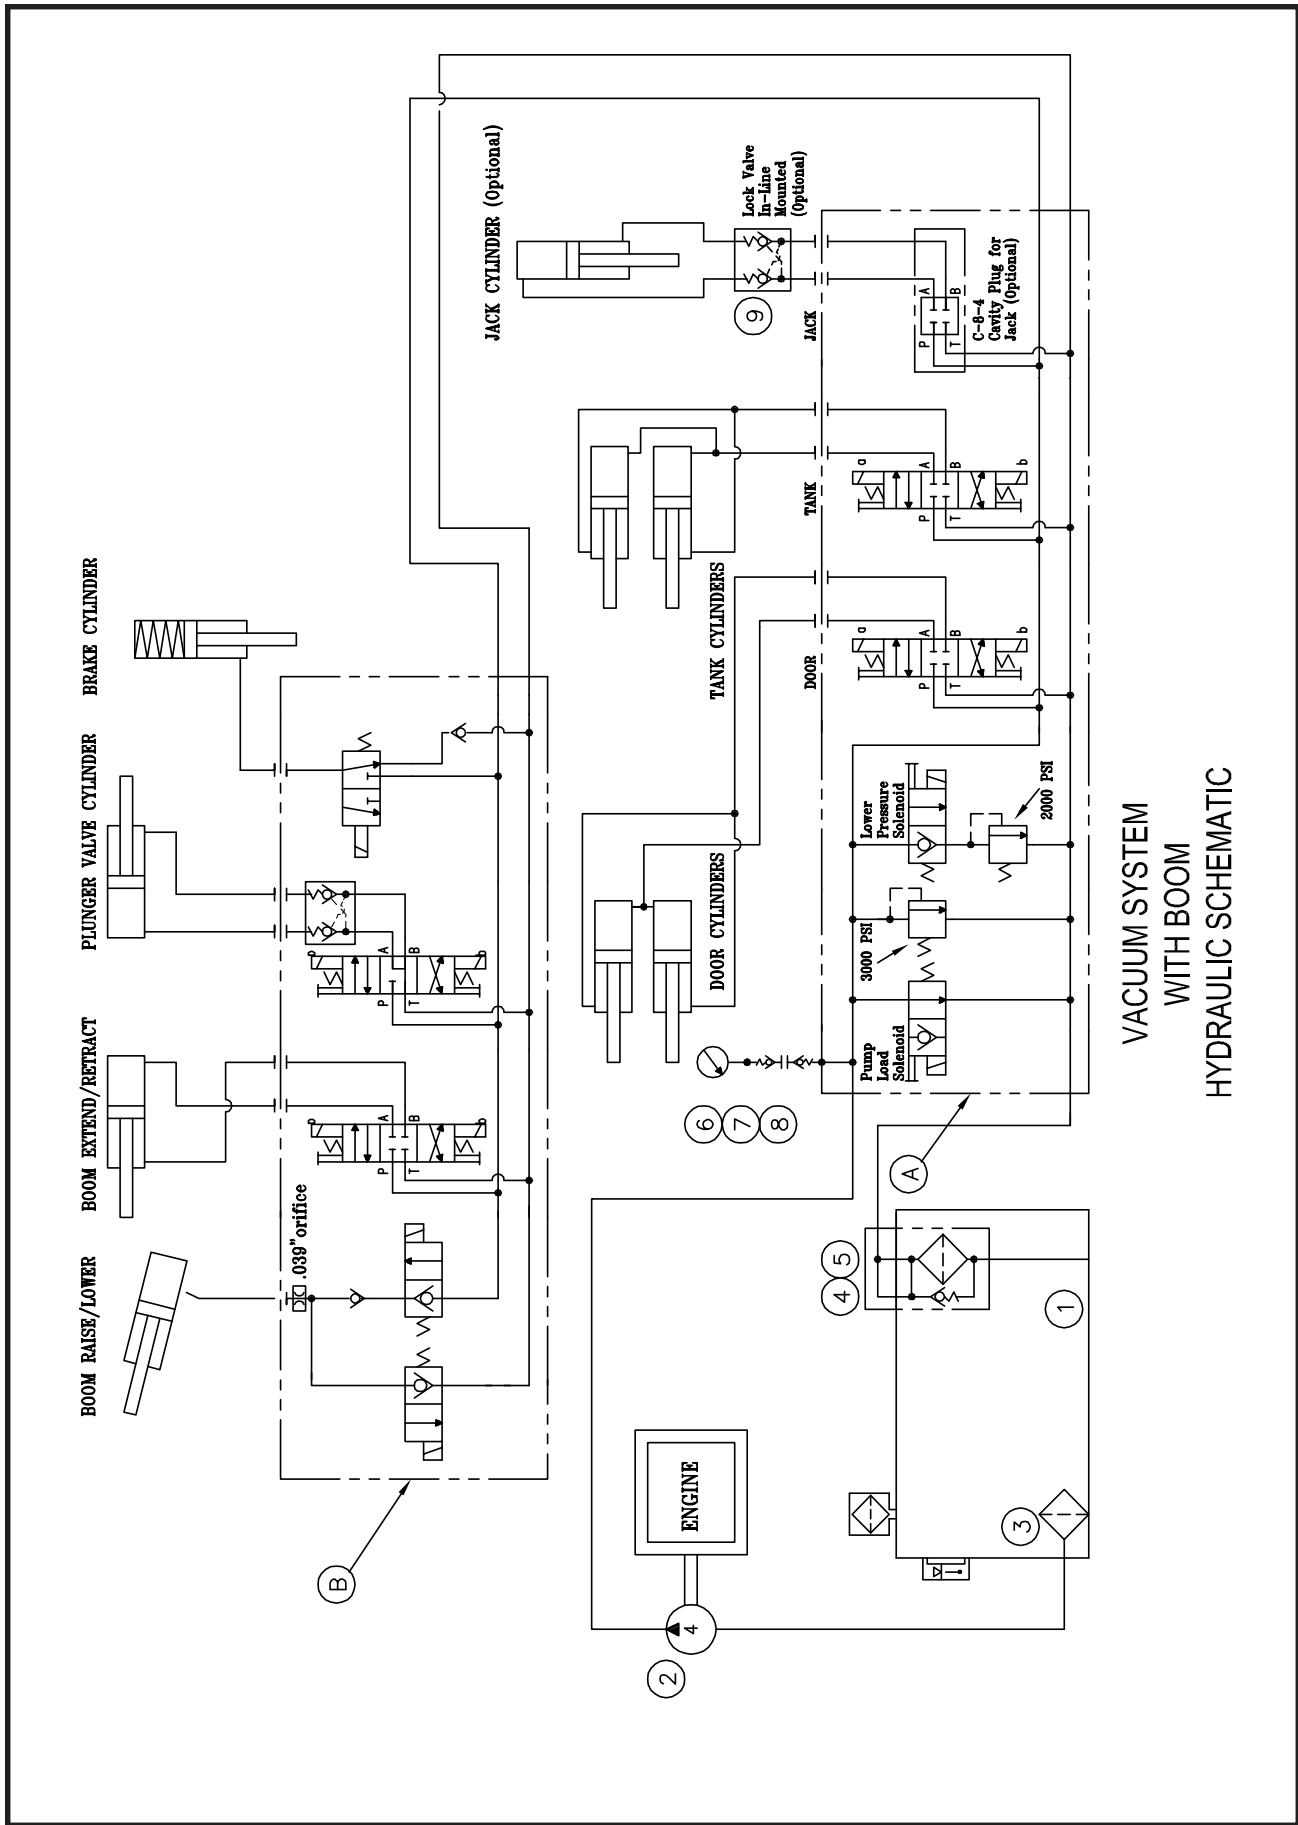 BOOM RAISE/LOWER
BOOM EXTEND/RETRACT
PLUNGER VALVE CYLINDER
BRAKE CYLINDER
.039" orifice
P
T
A
B
P
T
A
B
b
b
B
JACK CYLINDER (Optional)
Lock Valve
In-Line
Mounted
(Optional)
9
JACK
P
T
A
B
C-8-4
Cavity Plug for
Jack (Optional)
TANK CYLINDERS
TANK
a
b
P
T
A
B
DOOR CYLINDERS
DOOR
a
b
P
T
A
B
6
7
8
Pump
Load
Solenoid
3000 PSI
Lower
Pressure
Solenoid
2000 PSI
A
ENGINE
4
2
4
5
1
3
VACUUM SYSTEM
WITH BOOM
HYDRAULIC SCHEMATIC